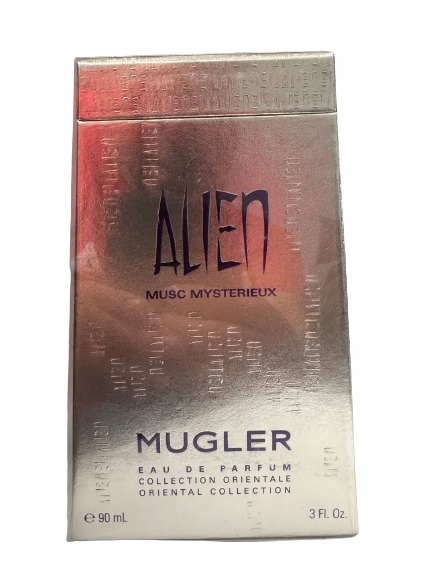 ALIEN
MUSC MYSTERIEUX
MUGLER
EAU DE PARFUM
COLLECTION ORIENTALE
ORIENTAL COLLECTION
℮ 90 mL 3 Fl. Oz.